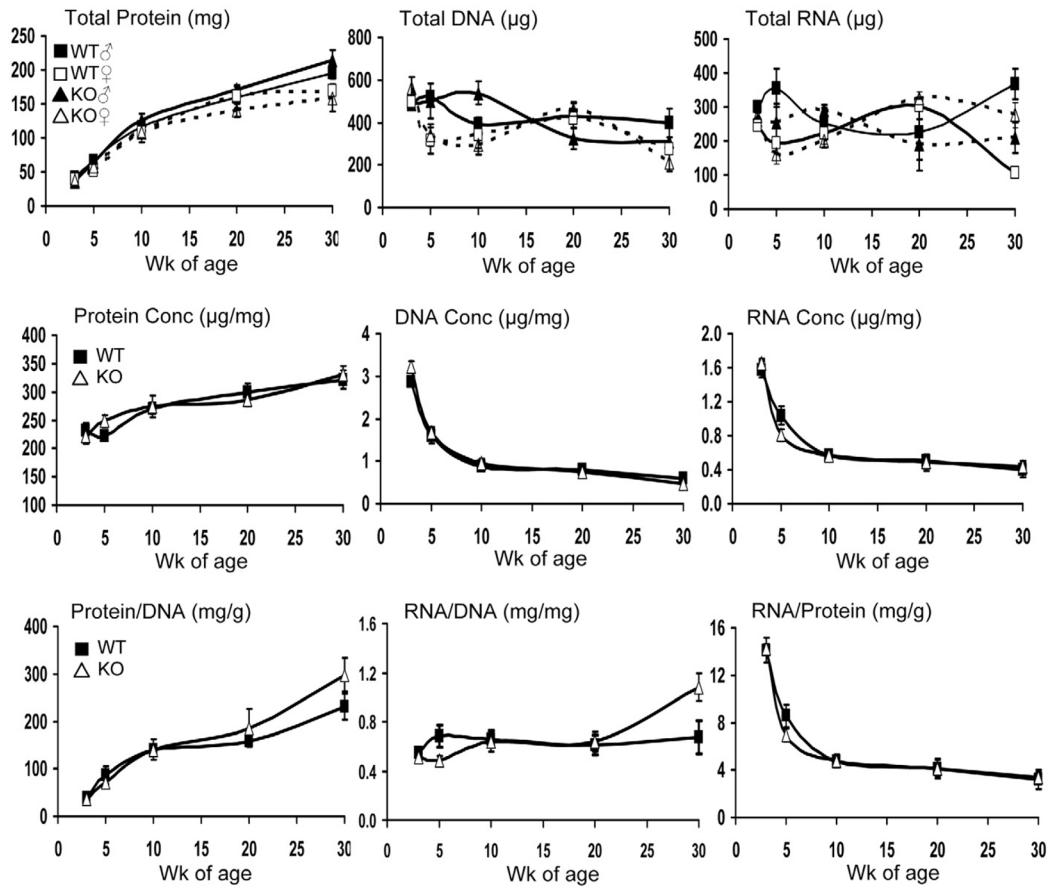 Total Protein (mg)
250
200
150
100
50
0
WT♂
WT♀
KO♂
KO♀
0 5 10 15 20 25 30
Wk of age
Total DNA (µg)
800
600
400
200
0
0 5 10 15 20 25 30
Wk of age
Total RNA (µg)
500
400
300
200
100
0
0 5 10 15 20 25 30
Wk of age
Protein Conc (µg/mg)
400
350
300
250
200
150
100
WT
KO
0 5 10 15 20 25 30
Wk of age
DNA Conc (µg/mg)
4
3
2
1
0
0 5 10 15 20 25 30
Wk of age
RNA Conc (µg/mg)
2.0
1.6
1.2
0.8
0.4
0.0
0 5 10 15 20 25 30
Wk of age
Protein/DNA (mg/g)
400
300
200
100
0
WT
KO
0 5 10 15 20 25 30
Wk of age
RNA/DNA (mg/mg)
1.6
1.2
0.8
0.4
0.0
0 5 10 15 20 25 30
Wk of age
RNA/Protein (mg/g)
16
12
8
4
0
0 5 10 15 20 25 30
Wk of age